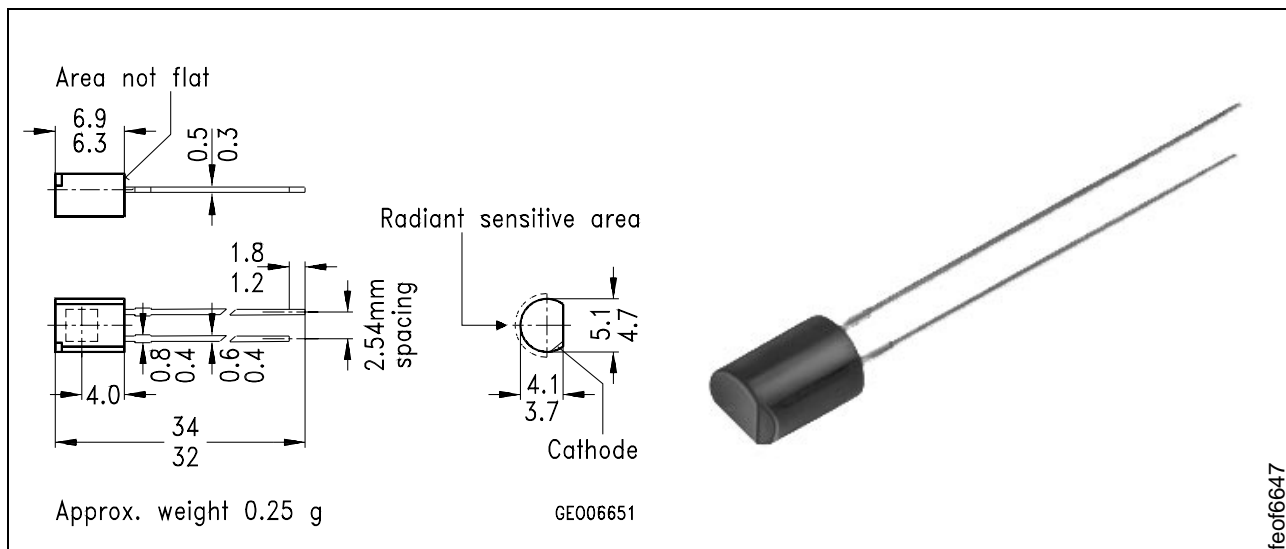 Area not flat
6.9
6.3
0.5
0.3
Radiant sensitive area
1.8
1.2
2.54mm
spacing
0.8
0.4
0.6
0.4
4.0
34
32
5.1
4.7
4.1
3.7
Cathode
Approx. weight 0.25 g
GEO06651
feof6647